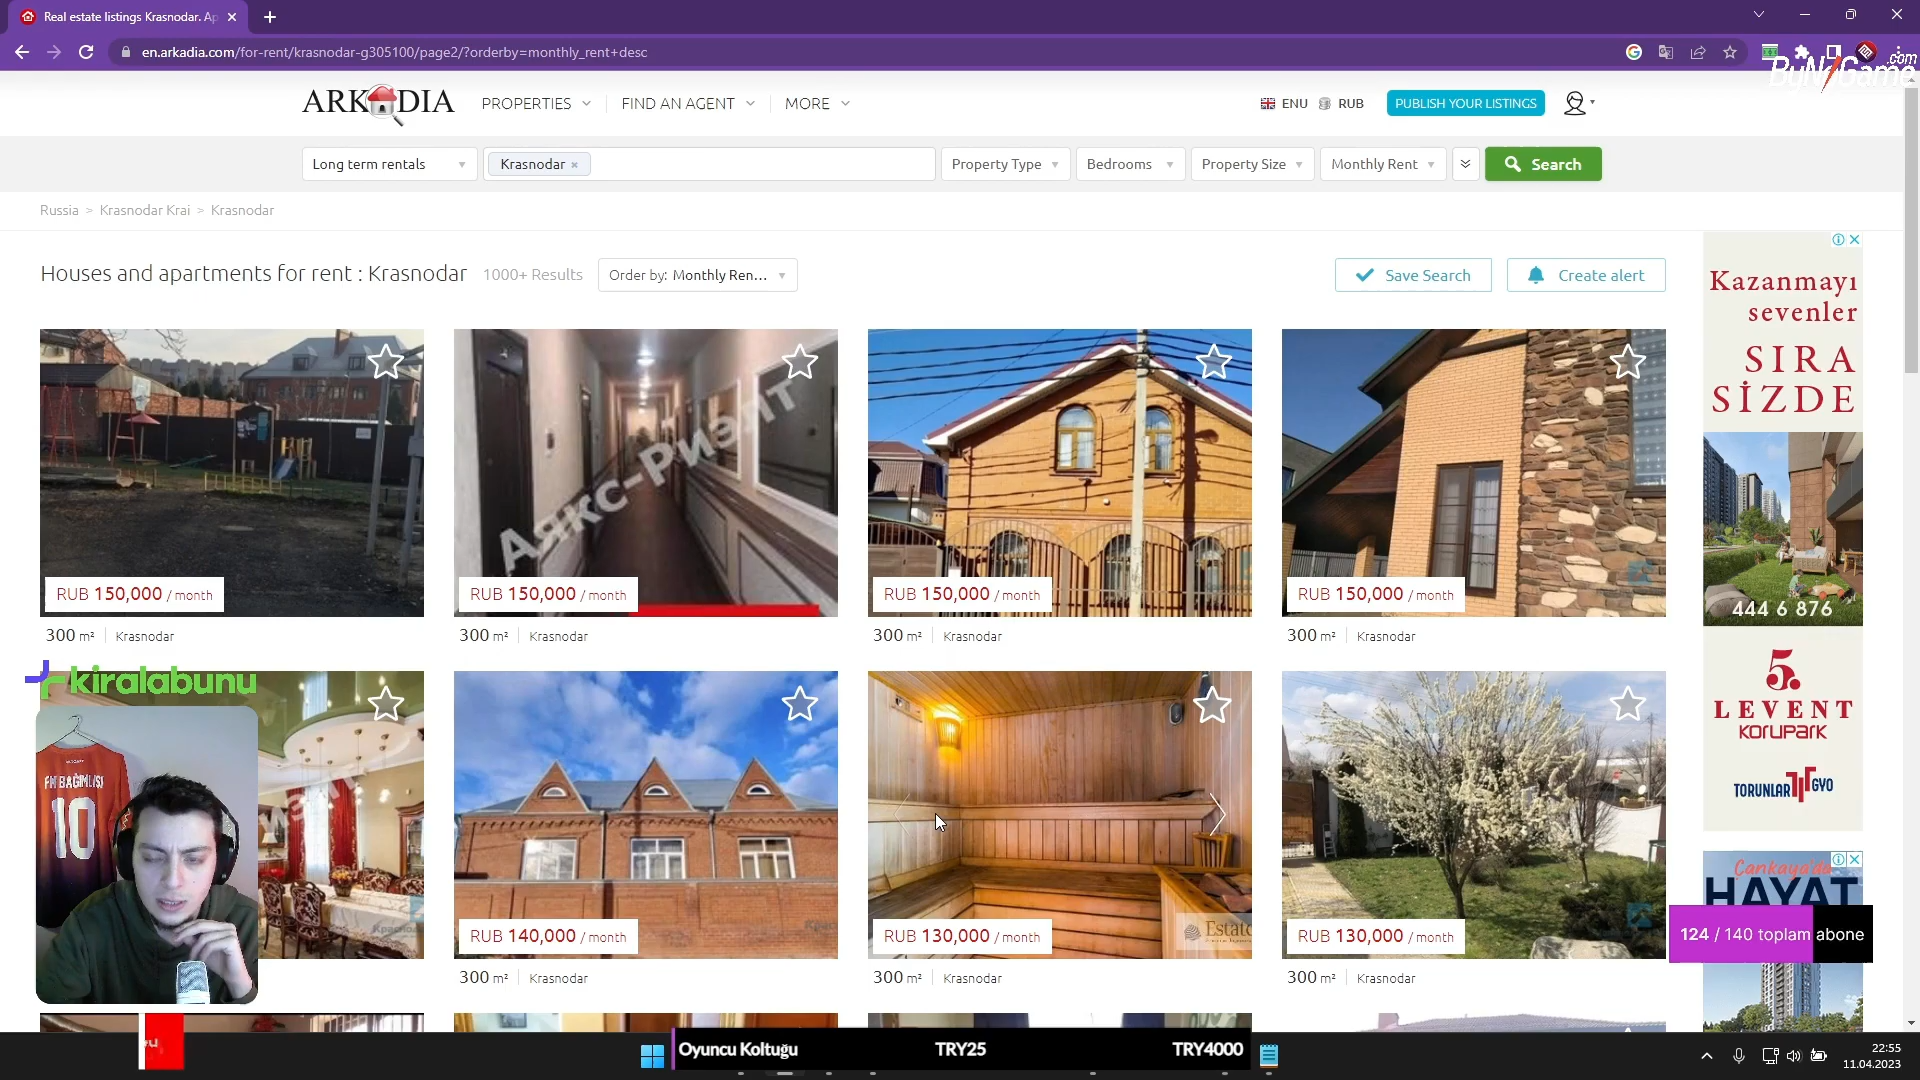 Real estate listings Krasnodar. Ap
en.arkadia.com/for-rent/krasnodar-g305100/page2/?orderby=monthly_rent+desc
ByNoGame.com
ARKADIA
PROPERTIES
FIND AN AGENT
MORE
ENU
RUB
PUBLISH YOUR LISTINGS
Long term rentals
Krasnodar ×
Property Type
Bedrooms
Property Size
Monthly Rent
Search
Russia > Krasnodar Krai > Krasnodar
Houses and apartments for rent : Krasnodar
1000+ Results
Order by: Monthly Ren...
Save Search
Create alert
Kazanmayı
sevenler
SIRA
SİZDE
444 6 876
5.
LEVENT
KORUPARK
TORUNLAR GYO
Аякс-Риэлт
RUB 150,000 / month
RUB 150,000 / month
RUB 150,000 / month
RUB 150,000 / month
300 m² Krasnodar
300 m² Krasnodar
300 m² Krasnodar
300 m² Krasnodar
kiralabunu
FM BAĞIMLISI
10
Estate
RUB 140,000 / month
RUB 130,000 / month
RUB 130,000 / month
300 m² Krasnodar
300 m² Krasnodar
300 m² Krasnodar
Çankaya'da
HAYAT
124 / 140 toplam abone
Oyuncu Koltuğu
TRY25
TRY4000
22:55
11.04.2023